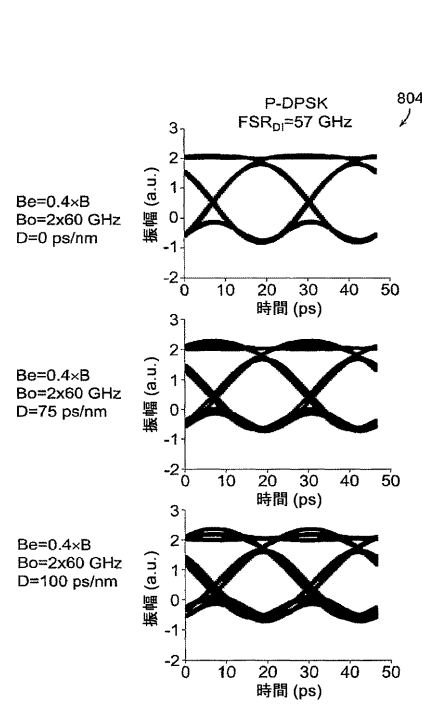 804
P-DPSK
FSRDI=57 GHz
Be=0.4×B
Bo=2x60 GHz
D=0 ps/nm
振幅 (a.u.)
3
2
1
0
-1
-2
0 10 20 30 40 50
時間 (ps)
Be=0.4×B
Bo=2x60 GHz
D=75 ps/nm
振幅 (a.u.)
3
2
1
0
-1
-2
0 10 20 30 40 50
時間 (ps)
Be=0.4×B
Bo=2x60 GHz
D=100 ps/nm
振幅 (a.u.)
3
2
1
0
-1
-2
0 10 20 30 40 50
時間 (ps)